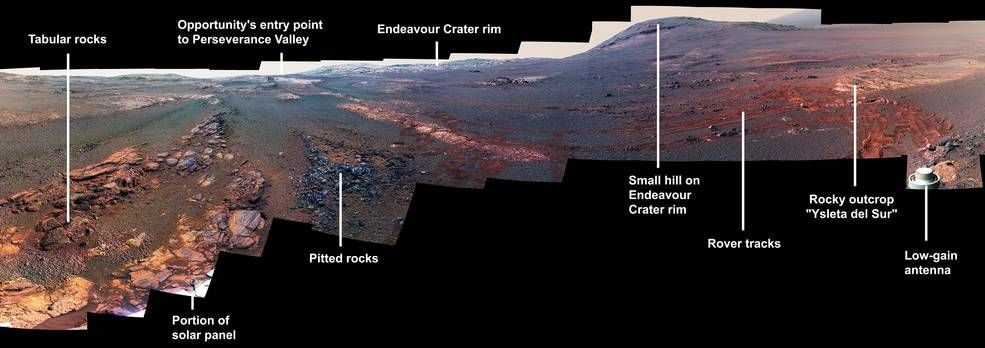 Tabular rocks
Opportunity's entry point
to Perseverance Valley
Endeavour Crater rim
Pitted rocks
Portion of
solar panel
Small hill on
Endeavour
Crater rim
Rover tracks
Rocky outcrop
"Ysleta del Sur"
Low-gain
antenna